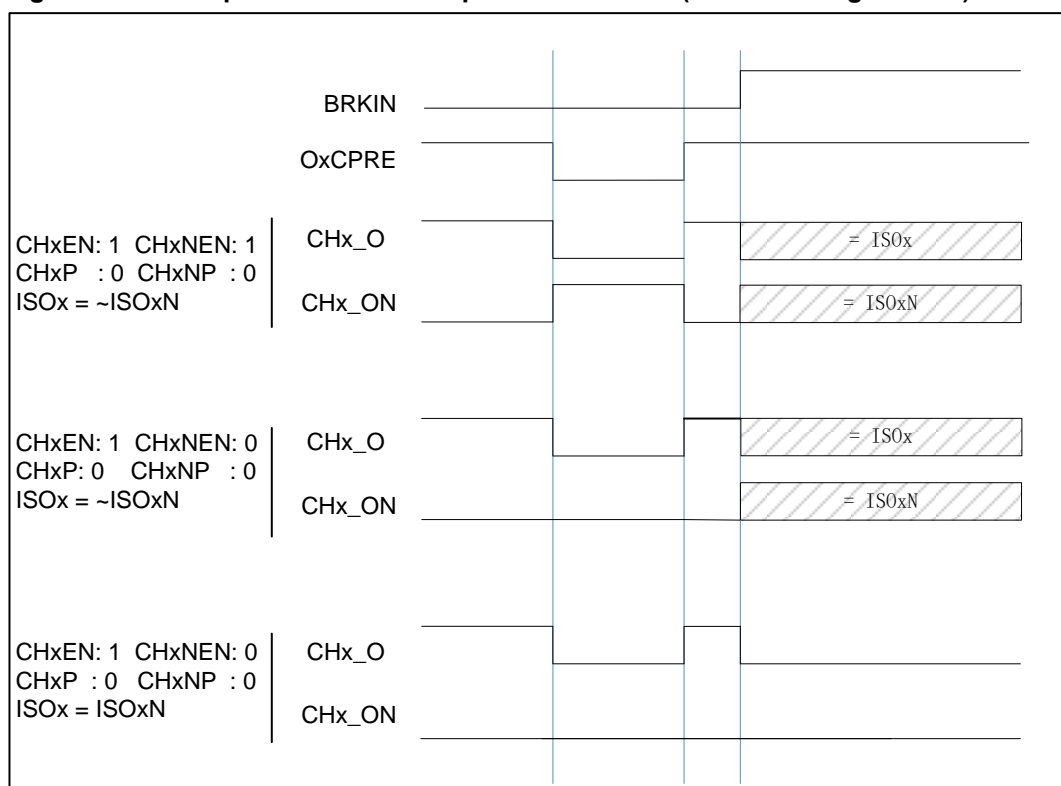 BRKIN
OxCPRE
CHxEN: 1 CHxNEN: 1
CHxP : 0 CHxNP : 0
ISOx = ~ISOxN
CHx_O
= ISOx
CHx_ON
= ISOxN
CHxEN: 1 CHxNEN: 0
CHxP: 0 CHxNP : 0
ISOx = ~ISOxN
CHx_O
= ISOx
CHx_ON
= ISOxN
CHxEN: 1 CHxNEN: 0
CHxP : 0 CHxNP : 0
ISOx = ISOxN
CHx_O
CHx_ON